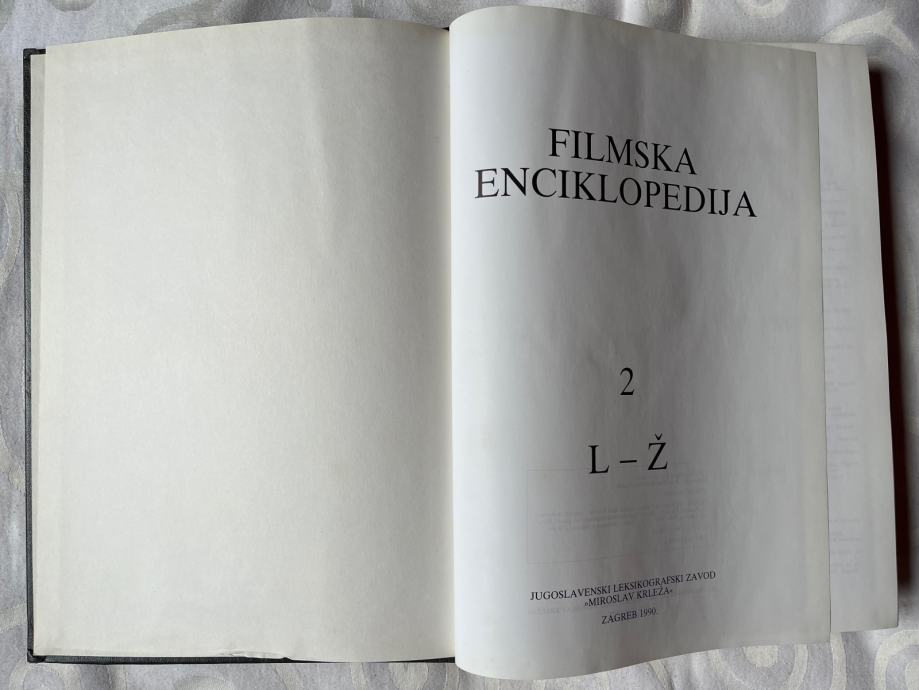 FILMSKA
ENCIKLOPEDIJA
2
L – Ž
JUGOSLAVENSKI LEKSIKOGRAFSKI ZAVOD
»MIROSLAV KRLEŽA«
ZAGREB 1990.